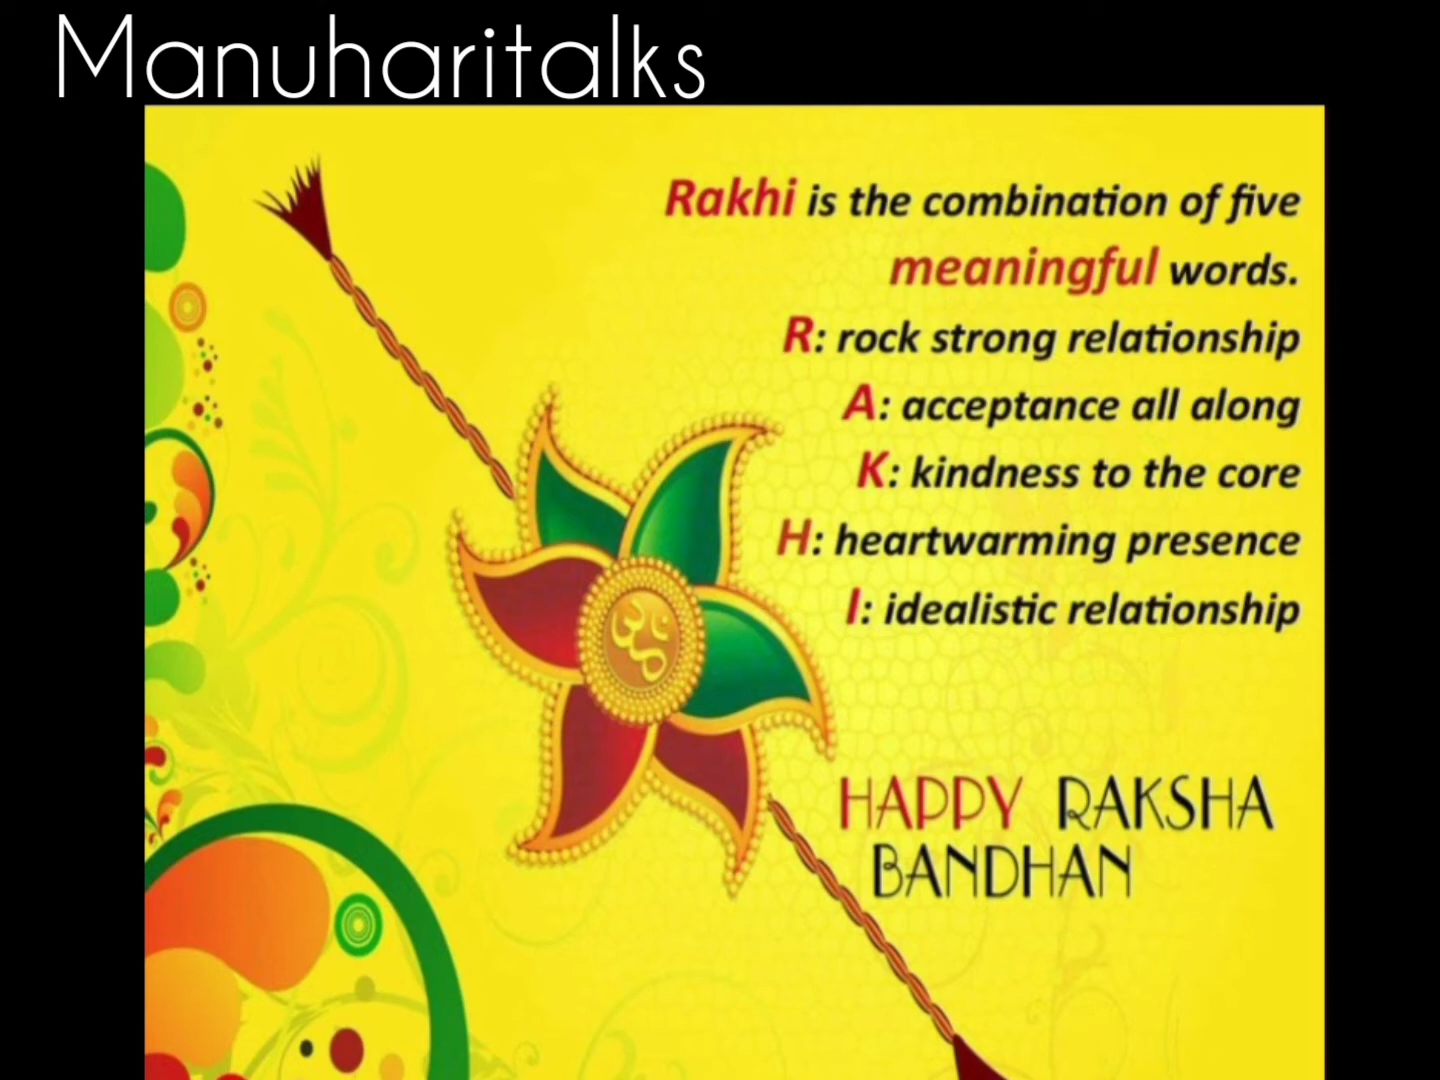 Manuharitalks
Rakhi is the combination of five
meaningful words.
R: rock strong relationship
A: acceptance all along
K: kindness to the core
H: heartwarming presence
I: idealistic relationship
ॐ
HAPPY RAKSHA
BANDHAN